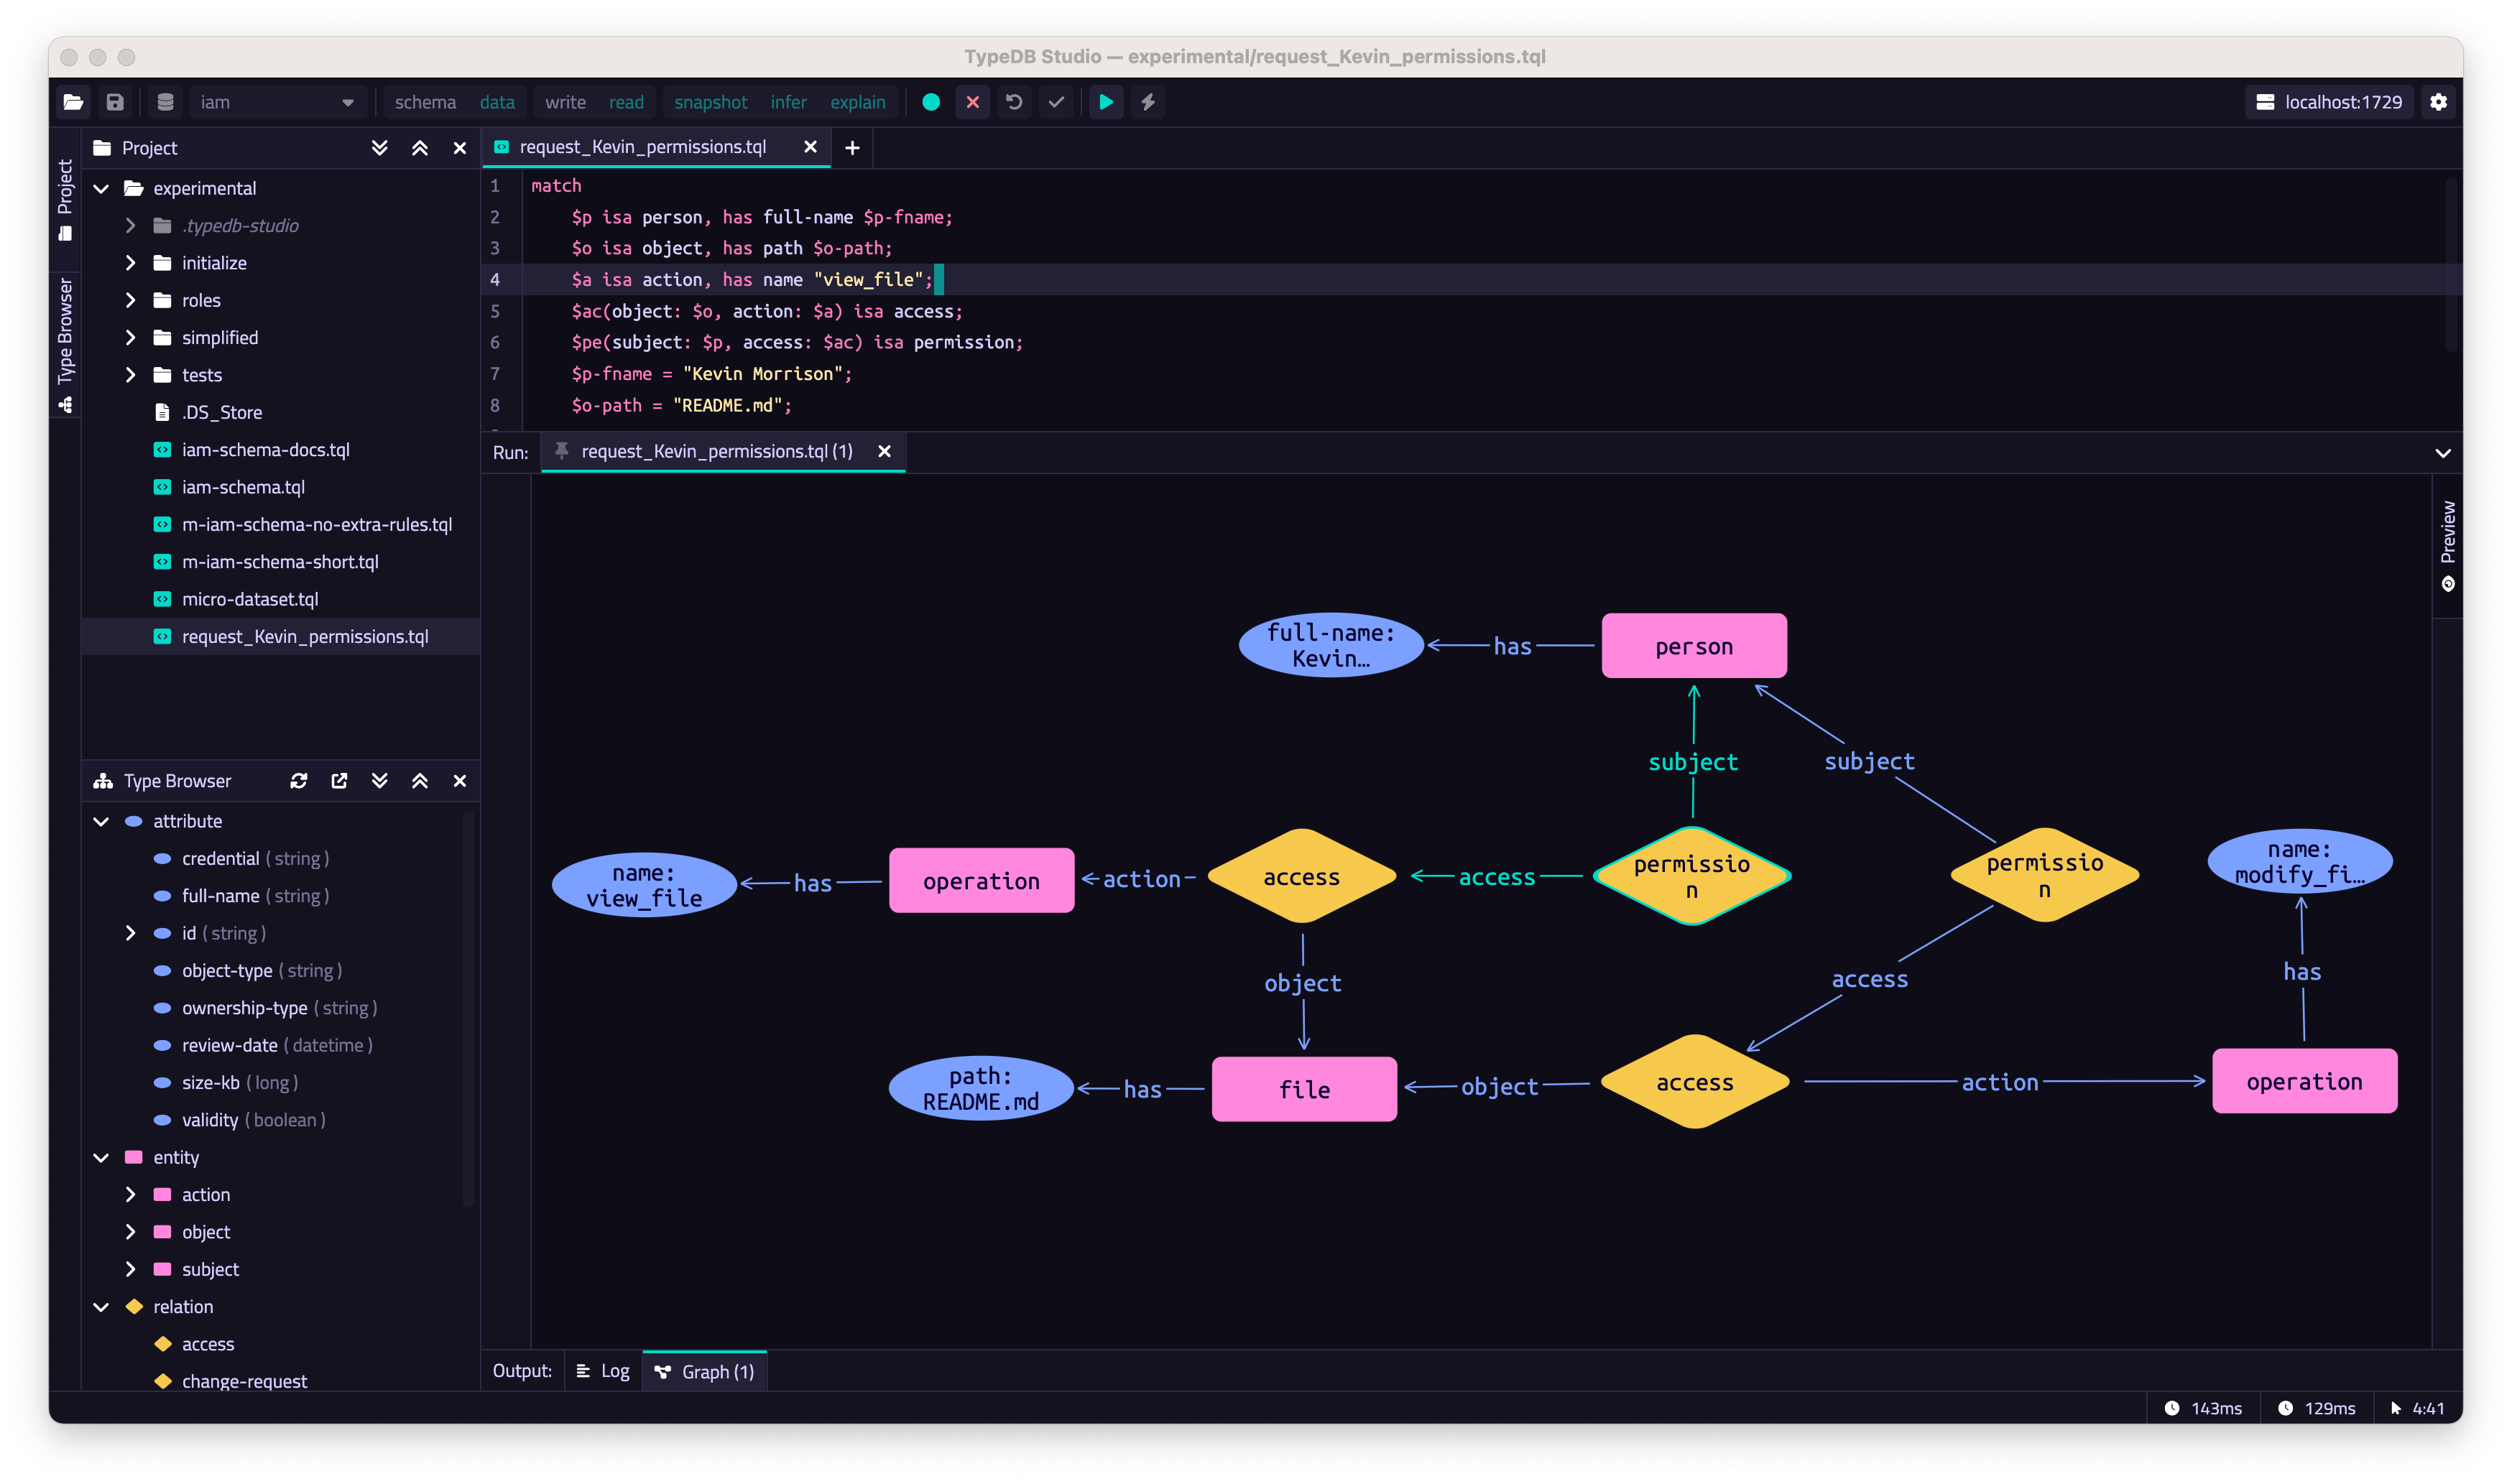 TypeDB Studio — experimental/request_Kevin_permissions.tql
iam
schema data write read snapshot infer explain
localhost:1729
Project
Type Browser
Project
experimental
.typedb-studio
initialize
roles
simplified
tests
.DS_Store
iam-schema-docs.tql
iam-schema.tql
m-iam-schema-no-extra-rules.tql
m-iam-schema-short.tql
micro-dataset.tql
request_Kevin_permissions.tql
Type Browser
attribute
credential (string)
full-name (string)
id (string)
object-type (string)
ownership-type (string)
review-date (datetime)
size-kb (long)
validity (boolean)
entity
action
object
subject
relation
access
change-request
request_Kevin_permissions.tql
1 match
2 $p isa person, has full-name $p-fname;
3 $o isa object, has path $o-path;
4 $a isa action, has name "view_file";
5 $ac(object: $o, action: $a) isa access;
6 $pe(subject: $p, access: $ac) isa permission;
7 $p-fname = "Kevin Morrison";
8 $o-path = "README.md";
Run: request_Kevin_permissions.tql (1)
Preview
full-name:
Kevin...
has
person
subject
subject
name:
view_file
has
operation
action
access
access
permissio
n
permissio
n
name:
modify_fi...
object
access
has
path:
README.md
has
file
object
access
action
operation
Output: Log Graph (1)
143ms 129ms 4:41